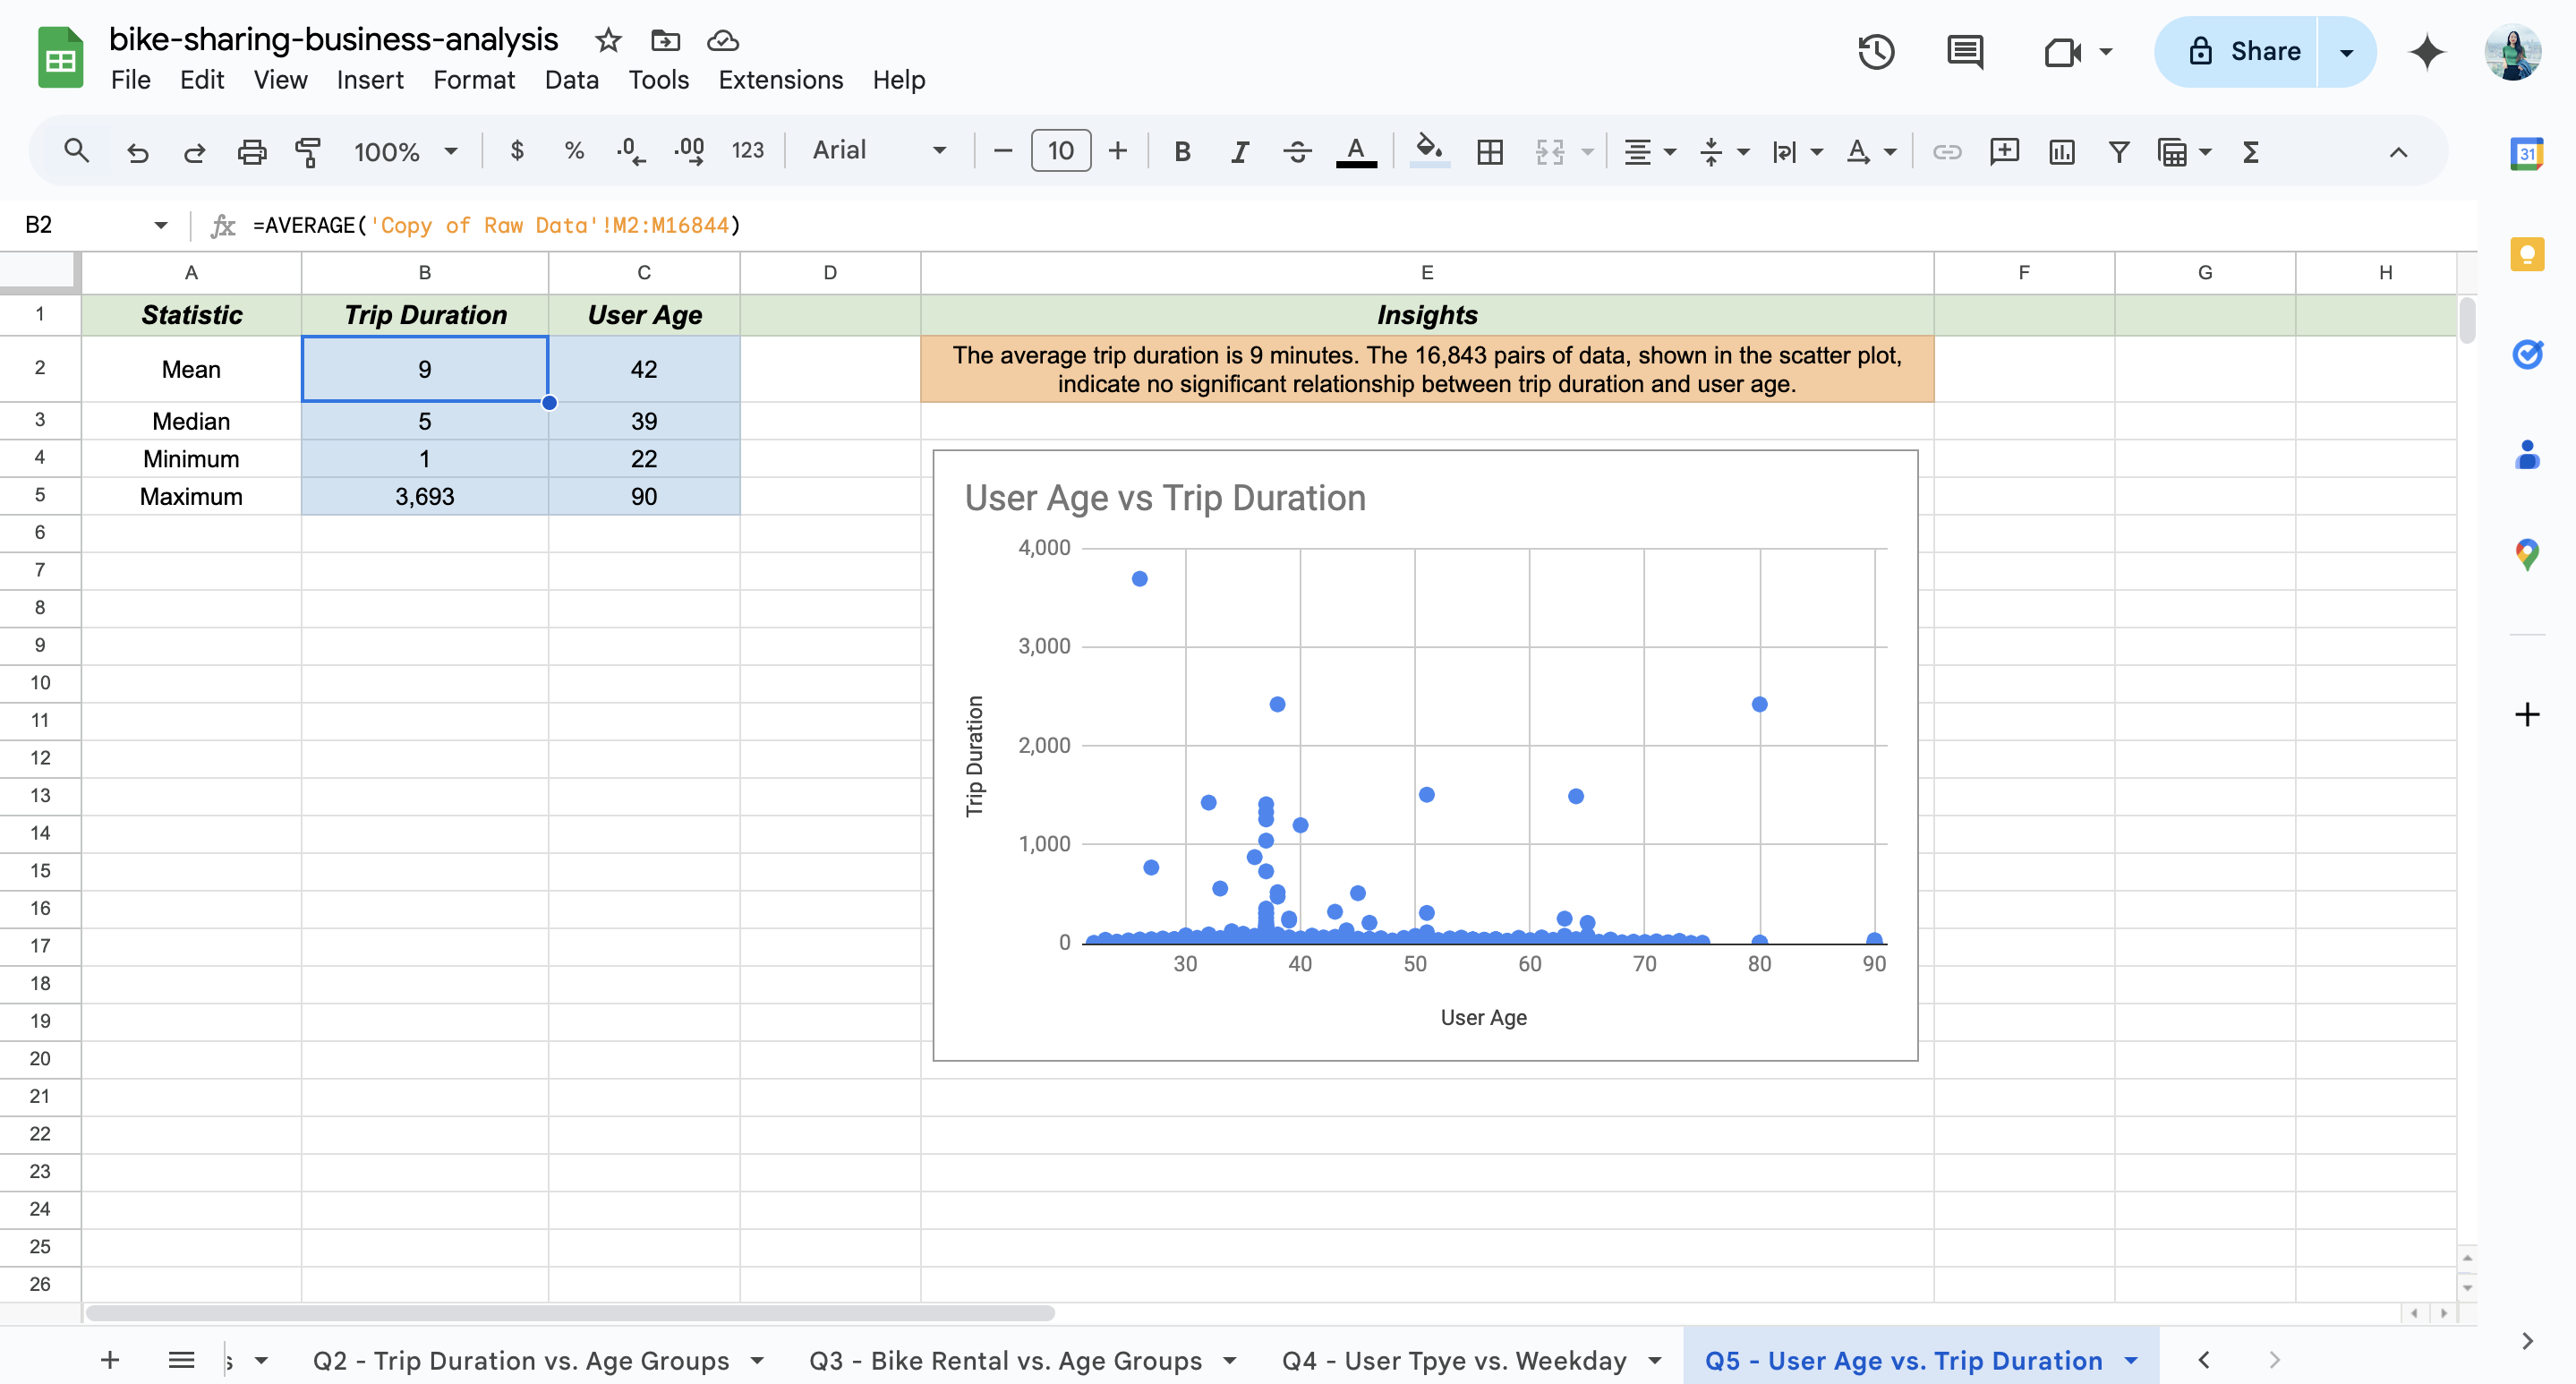 bike-sharing-business-analysis
File Edit View Insert Format Data Tools Extensions Help
Share
100% $ % .0 .00 123 Arial 10 B I S A
31
B2 fx =AVERAGE('Copy of Raw Data'!M2:M16844)
A B C D E F G H
1 Statistic Trip Duration User Age Insights
2 Mean 9 42 The average trip duration is 9 minutes. The 16,843 pairs of data, shown in the scatter plot,
indicate no significant relationship between trip duration and user age.
3 Median 5 39
4 Minimum 1 22
5 Maximum 3,693 90
6
7
8
9
10
11
12
13
14
15
16
17
18
19
20
21
22
23
24
25
26
User Age vs Trip Duration
4,000
3,000
2,000
1,000
0
Trip Duration
30 40 50 60 70 80 90
User Age
s Q2 - Trip Duration vs. Age Groups Q3 - Bike Rental vs. Age Groups Q4 - User Tpye vs. Weekday Q5 - User Age vs. Trip Duration